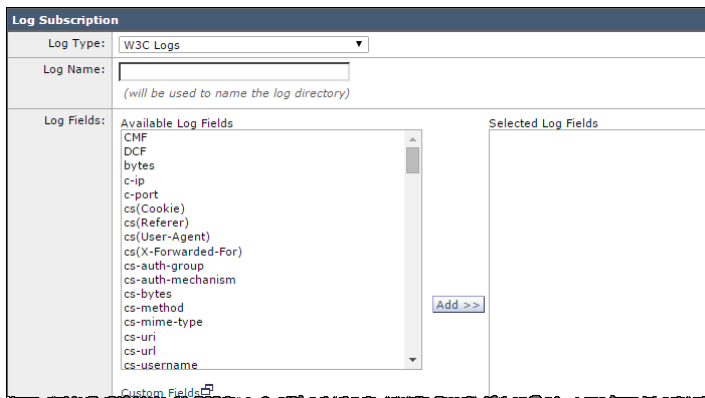 Log Subscription
Log Type: W3C Logs
Log Name:
(will be used to name the log directory)
Log Fields: Available Log Fields Selected Log Fields
CMF
DCF
bytes
c-ip
c-port
cs(Cookie)
cs(Referer)
cs(User-Agent)
cs(X-Forwarded-For)
cs-auth-group
cs-auth-mechanism
cs-bytes
cs-method
cs-mime-type
cs-uri
cs-url
cs-username
Add >>
Custom Fields